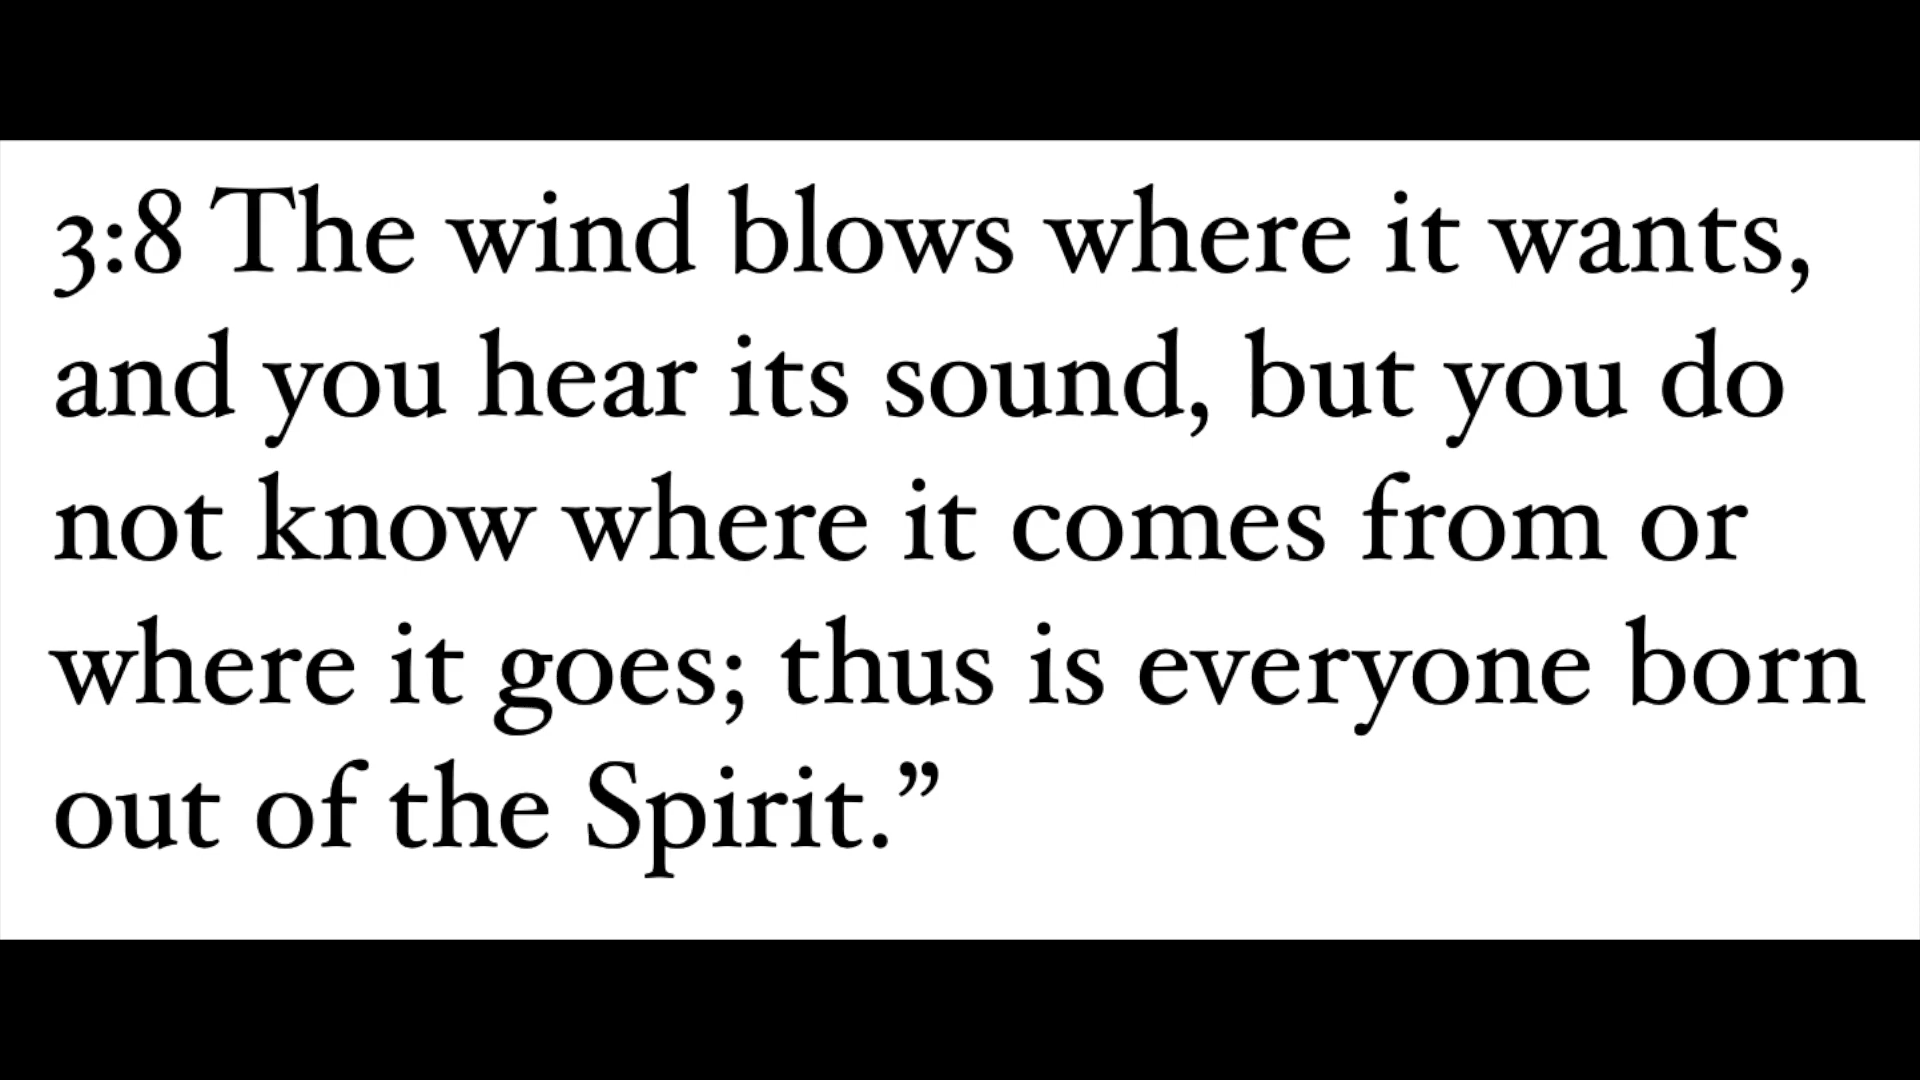 3:8 The wind blows where it wants,
and you hear its sound, but you do
not know where it comes from or
where it goes; thus is everyone born
out of the Spirit.”